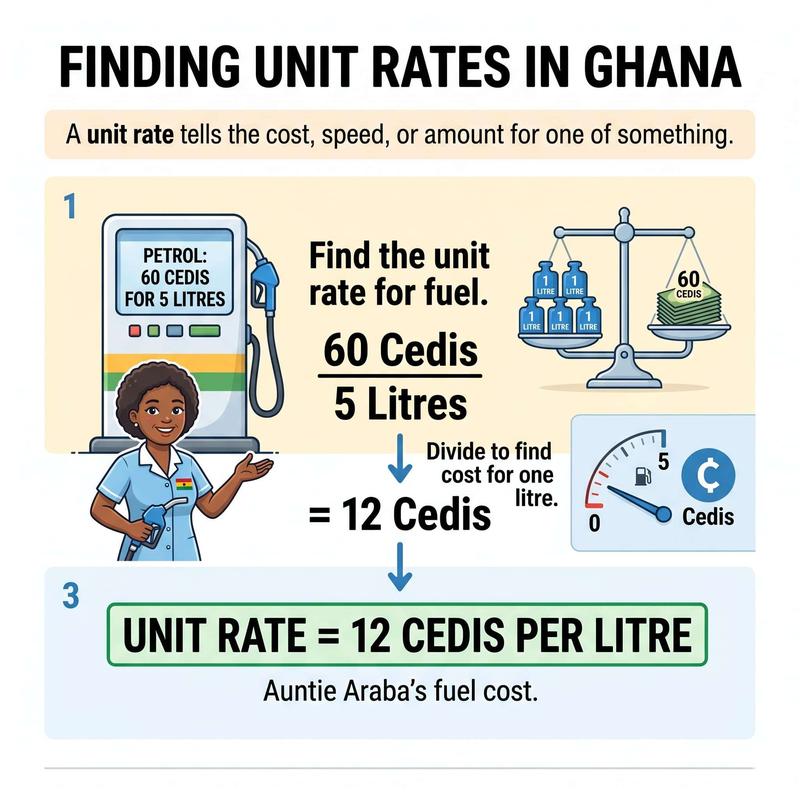 FINDING UNIT RATES IN GHANA
A unit rate tells the cost, speed, or amount for one of something.
1
PETROL:
60 CEDIS
FOR 5 LITRES
Find the unit
rate for fuel.
60 Cedis
5 Litres
1
LITRE
1
LITRE
1
LITRE
1
LITRE
1
LITRE
60
CEDIS
Divide to find
cost for one
litre.
= 12 Cedis
0
5
₵
Cedis
3
UNIT RATE = 12 CEDIS PER LITRE
Auntie Araba's fuel cost.